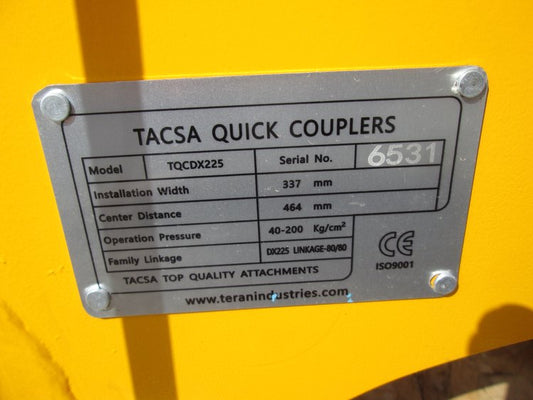 TACSA QUICK COUPLERS
Model TQCDX225 Serial No. 6531
Installation Width 337 mm
Center Distance 464 mm
Operation Pressure 40-200 Kg/cm²
Family Linkage DX225 LINKAGE-80/80
CE
ISO9001
TACSA TOP QUALITY ATTACHMENTS
www.teranindustries.com